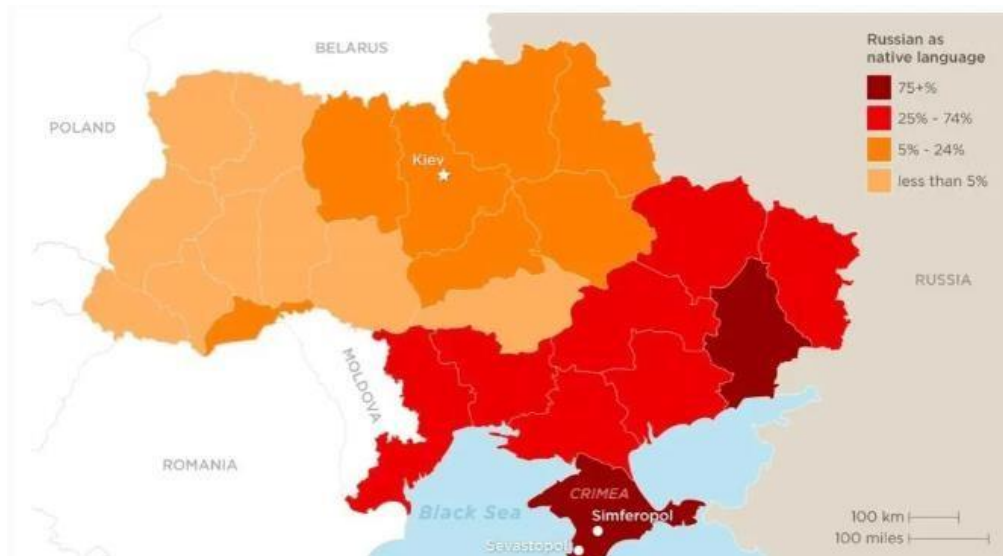 BELARUS
POLAND
Kiev
Russian as
native language
75+%
25% - 74%
5% - 24%
less than 5%
RUSSIA
MOLDOVA
ROMANIA
Black Sea
CRIMEA
Simferopol
Sevastopol
100 km
100 miles